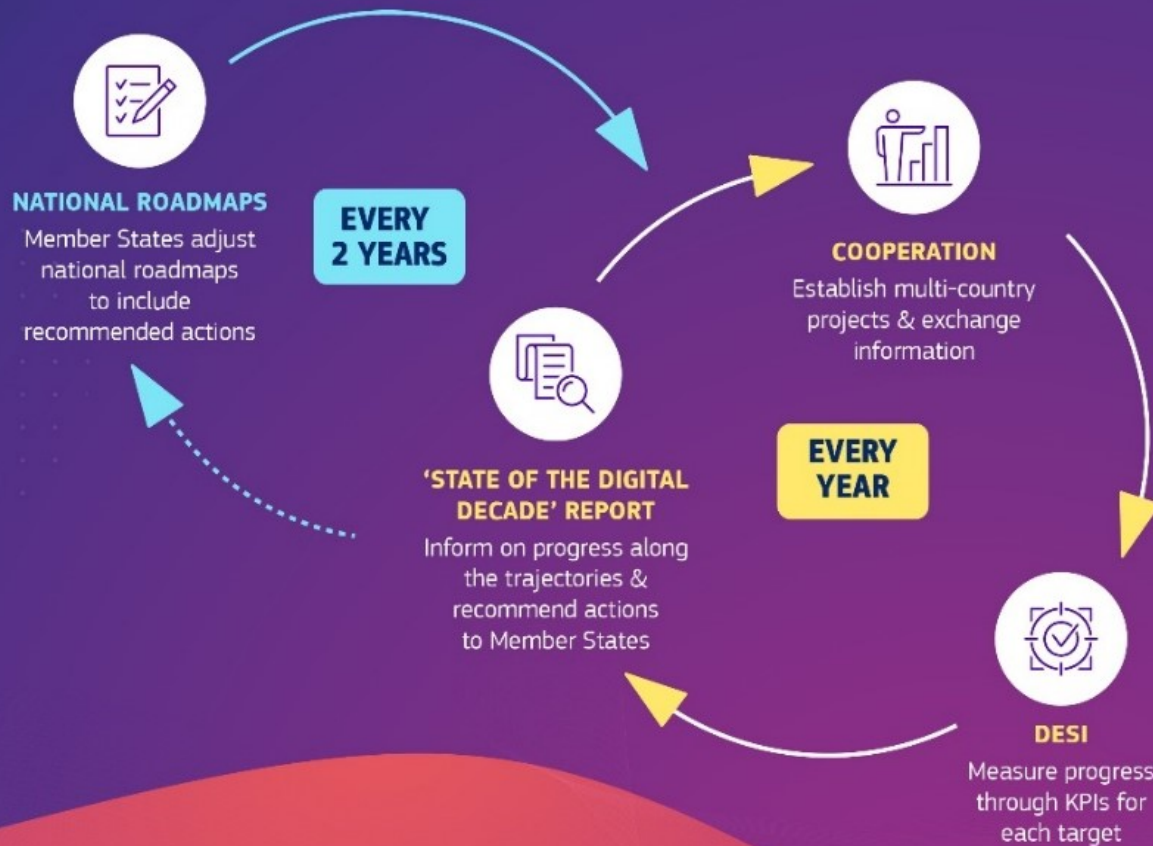 NATIONAL ROADMAPS
Member States adjust
national roadmaps
to include
recommended actions
EVERY
2 YEARS
COOPERATION
Establish multi-country
projects & exchange
information
‘STATE OF THE DIGITAL
DECADE’ REPORT
Inform on progress along
the trajectories &
recommend actions
to Member States
EVERY
YEAR
DESI
Measure progress
through KPIs for
each target